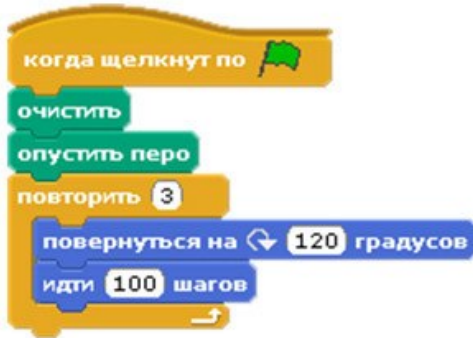 когда щелкнут по
очистить
опустить перо
повторить 3
повернуться на 120 градусов
идти 100 шагов